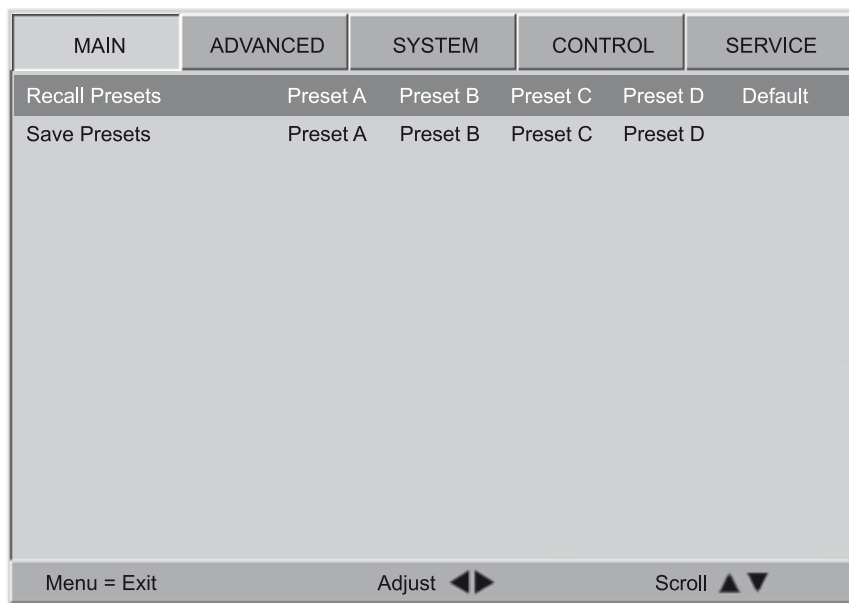 MAIN ADVANCED SYSTEM CONTROL SERVICE
Recall Presets Preset A Preset B Preset C Preset D Default
Save Presets Preset A Preset B Preset C Preset D
Menu = Exit Adjust ◀▶ Scroll ▲▼